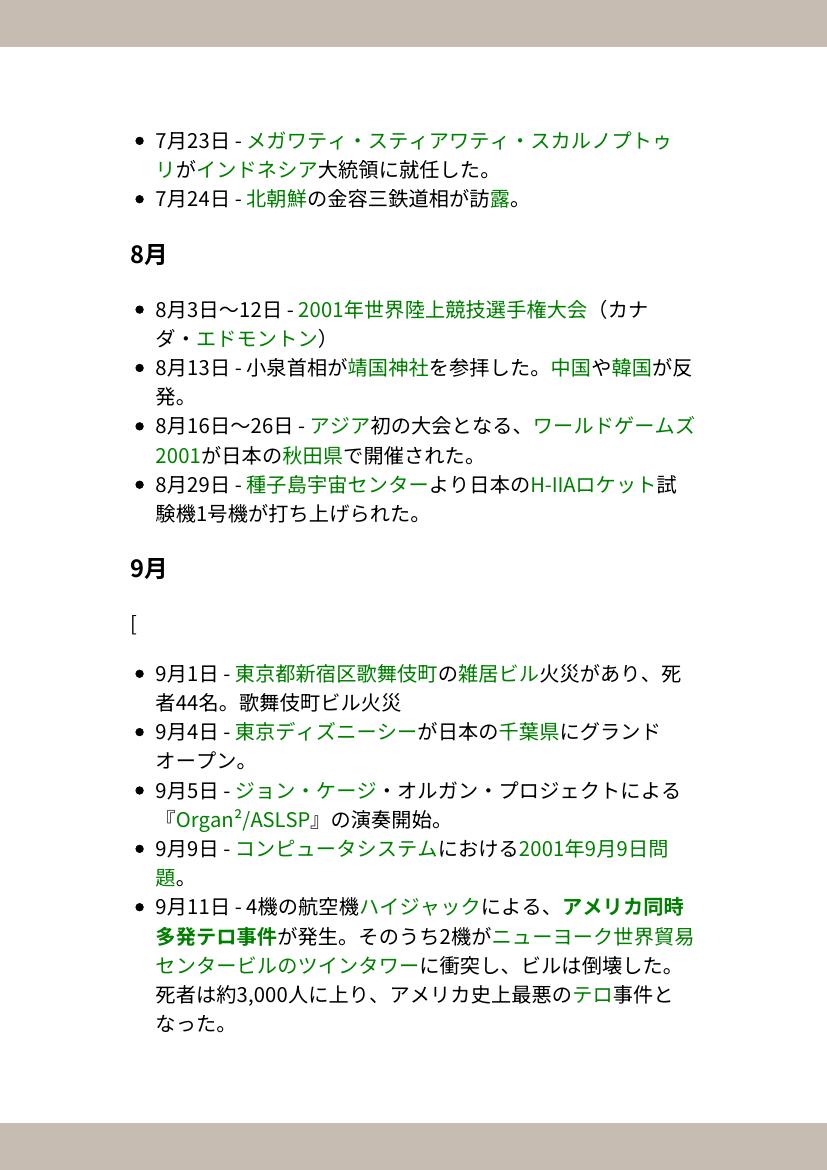 7月23日 - メガワティ・スティアワティ・スカルノプトゥ
リがインドネシア大統領に就任した。
7月24日 - 北朝鮮の金容三鉄道相が訪露。
8月
8月3日〜12日 - 2001年世界陸上競技選手権大会（カナ
ダ・エドモントン）
8月13日 - 小泉首相が靖国神社を参拝した。中国や韓国が反
発。
8月16日〜26日 - アジア初の大会となる、ワールドゲームズ
2001が日本の秋田県で開催された。
8月29日 - 種子島宇宙センターより日本のH-IIAロケット試
験機1号機が打ち上げられた。
9月
[
9月1日 - 東京都新宿区歌舞伎町の雑居ビル火災があり、死
者44名。歌舞伎町ビル火災
9月4日 - 東京ディズニーシーが日本の千葉県にグランド
オープン。
9月5日 - ジョン・ケージ・オルガン・プロジェクトによる
『Organ²/ASLSP』の演奏開始。
9月9日 - コンピュータシステムにおける2001年9月9日問
題。
9月11日 - 4機の航空機ハイジャックによる、アメリカ同時
多発テロ事件が発生。そのうち2機がニューヨーク世界貿易
センタービルのツインタワーに衝突し、ビルは倒壊した。
死者は約3,000人に上り、アメリカ史上最悪のテロ事件と
なった。